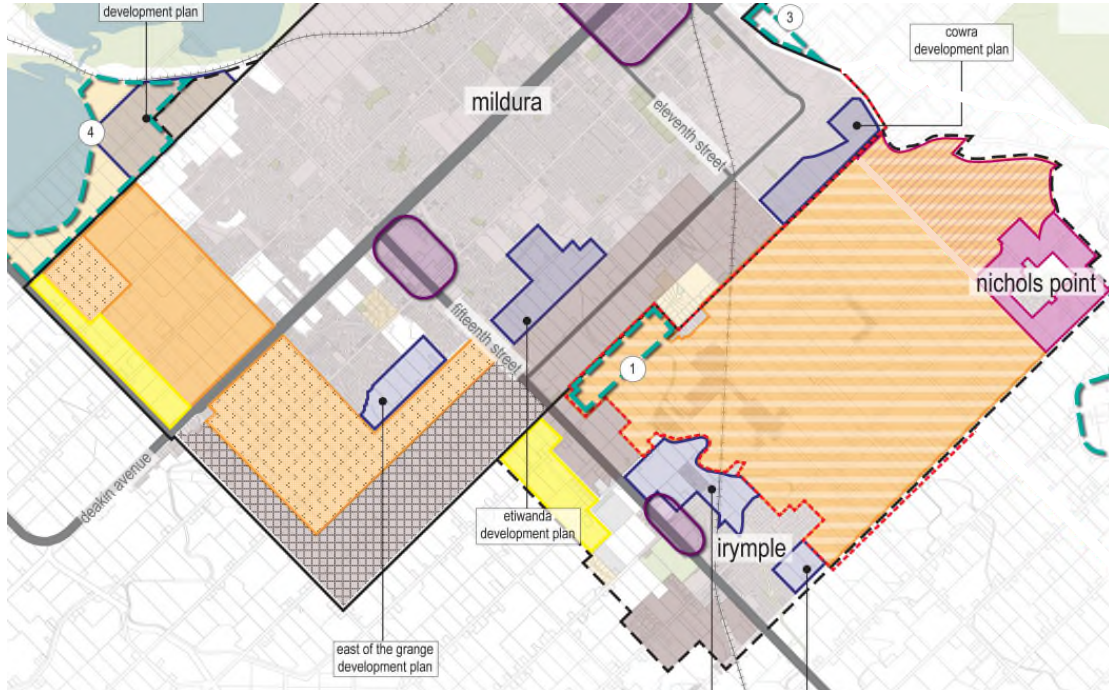 development plan
3
cowra
development plan
mildura
4
eleventh street
nichols point
fifteenth street
1
deakin avenue
etiwanda
development plan
irymple
east of the grange
development plan